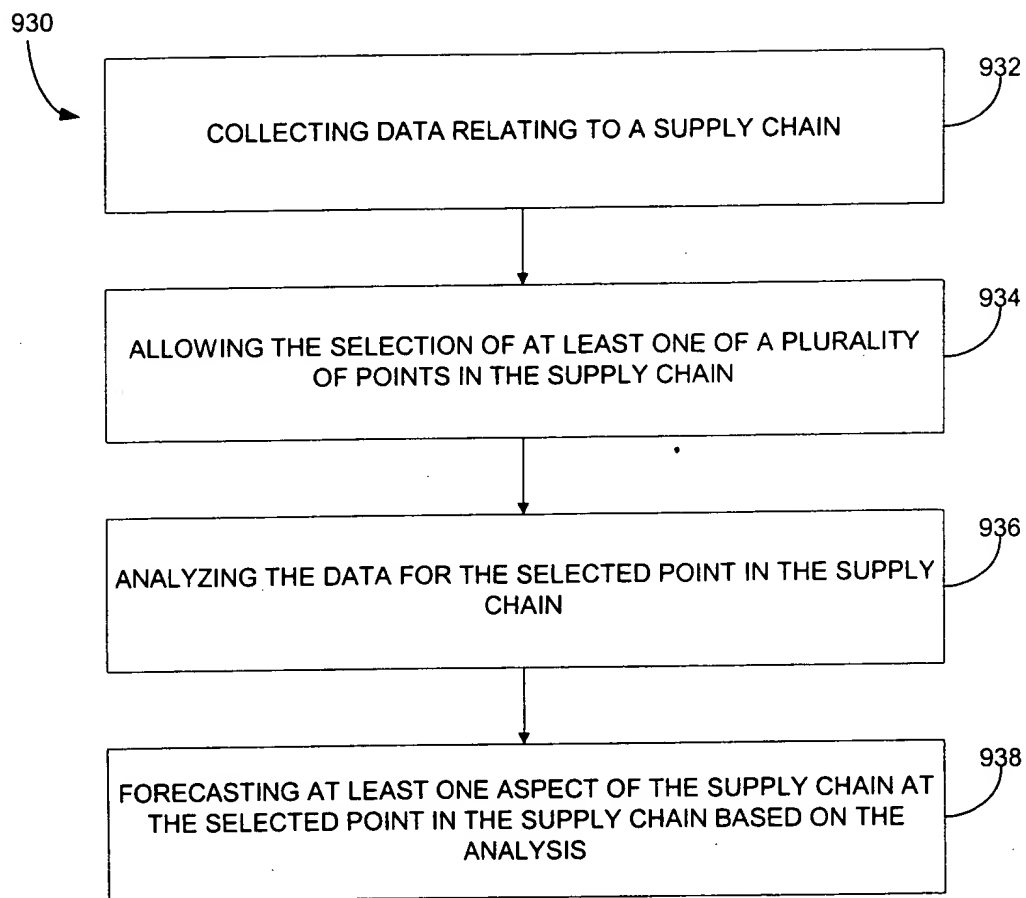 930
932
COLLECTING DATA RELATING TO A SUPPLY CHAIN
934
ALLOWING THE SELECTION OF AT LEAST ONE OF A PLURALITY
OF POINTS IN THE SUPPLY CHAIN
936
ANALYZING THE DATA FOR THE SELECTED POINT IN THE SUPPLY
CHAIN
938
FORECASTING AT LEAST ONE ASPECT OF THE SUPPLY CHAIN AT
THE SELECTED POINT IN THE SUPPLY CHAIN BASED ON THE
ANALYSIS